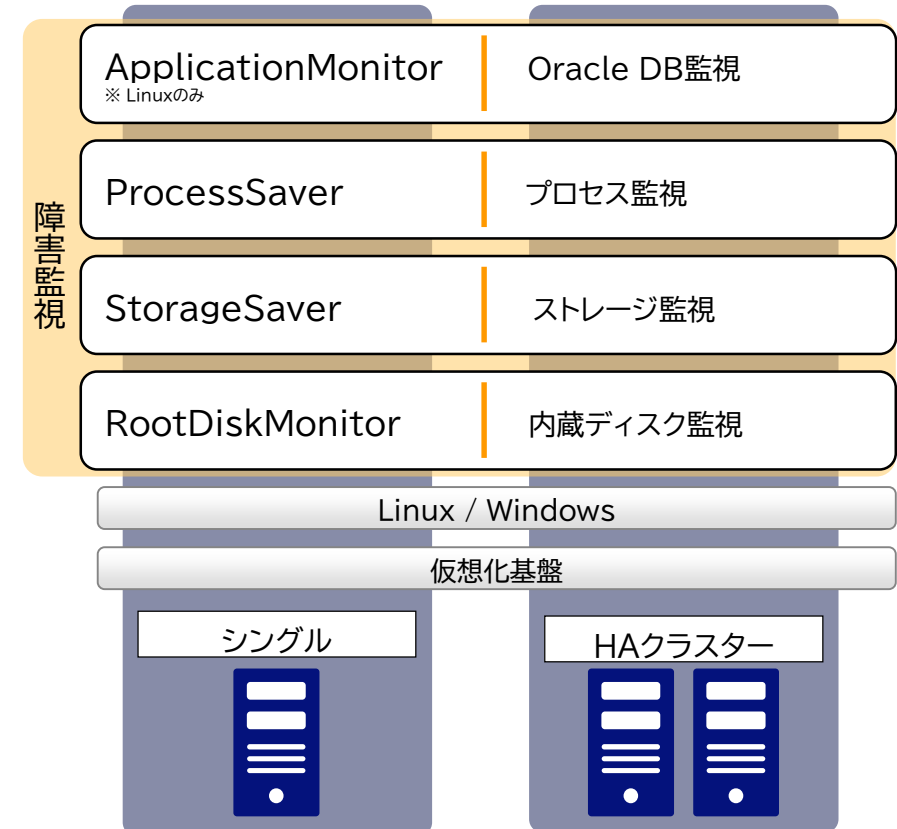 障害監視
ApplicationMonitor
※ Linuxのみ
Oracle DB監視
ProcessSaver
プロセス監視
StorageSaver
ストレージ監視
RootDiskMonitor
内蔵ディスク監視
Linux / Windows
仮想化基盤
シングル
HAクラスター